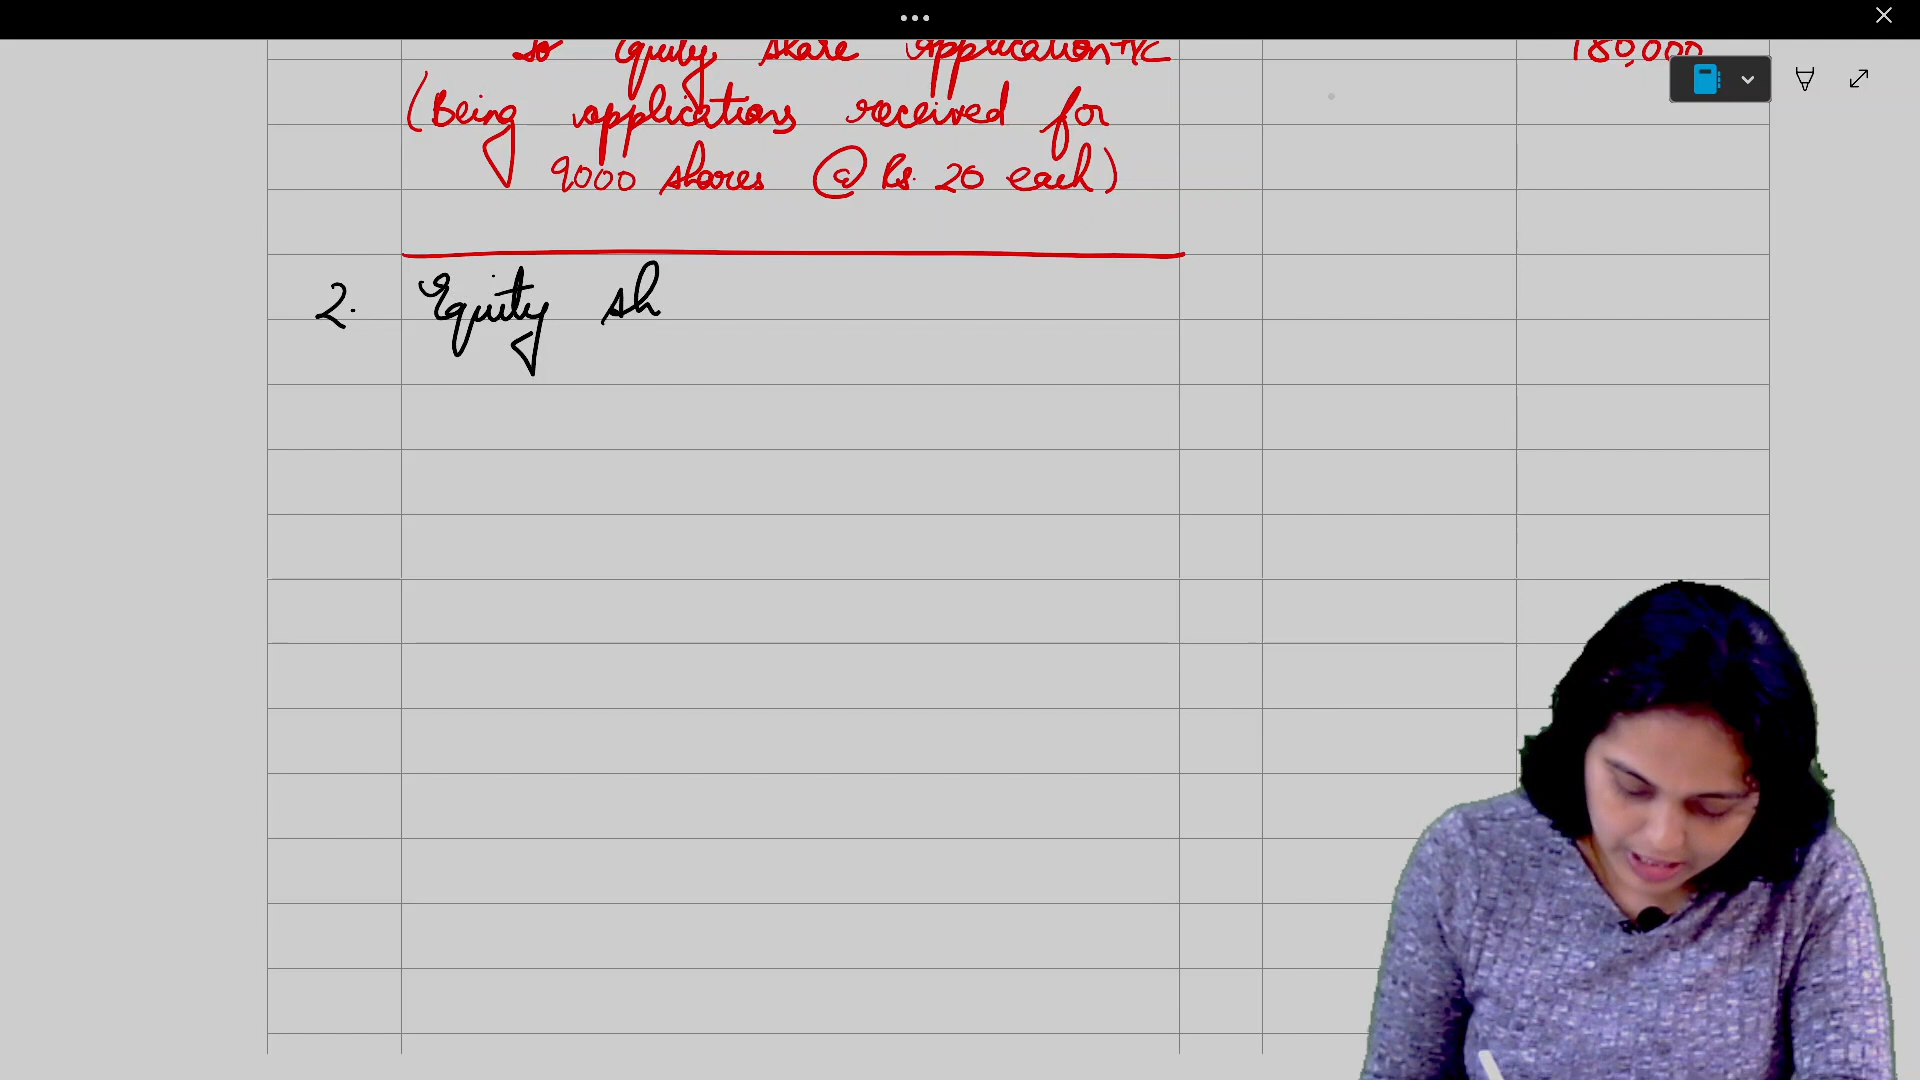 to Equity Share Application A/C 180,000
(Being applications received for
9000 shares @ Rs. 20 each)
2. Equity sh